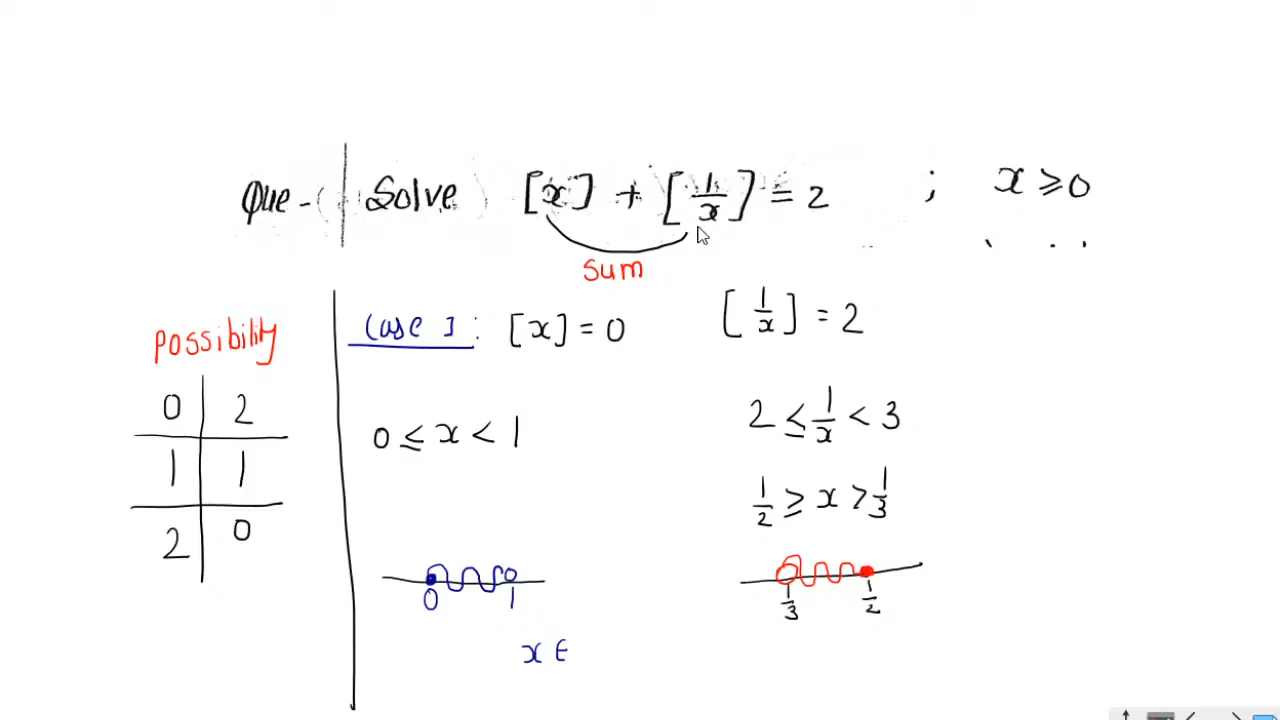 Que - Solve [x] + [1/x] = 2 ; x ≥ 0
sum
possibility
0 2
1 1
2 0
Case 1 : [x] = 0 [1/x] = 2
0 ≤ x < 1 2 ≤ 1/x < 3
1/2 ≥ x > 1/3
0 1 1/3 1/2
x ∈